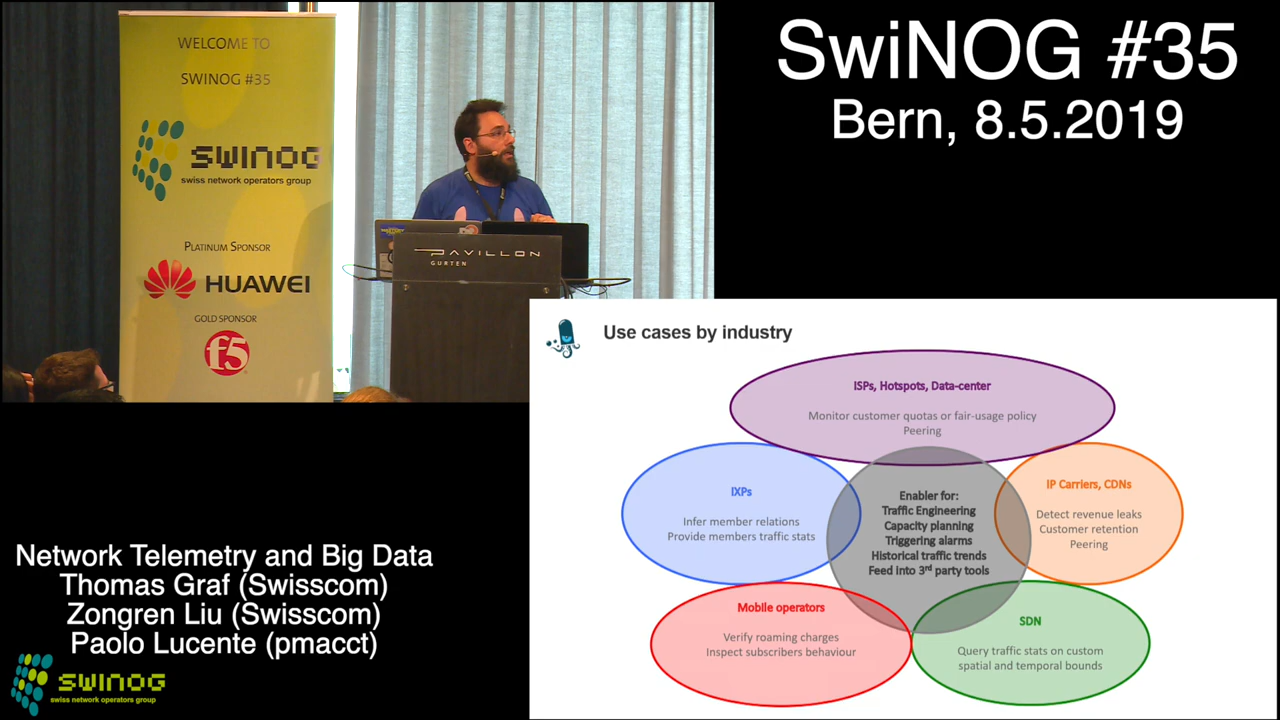 WELCOME TO
SWINOG #35
SWINOG
swiss network operators group
PLATINUM SPONSOR
HUAWEI
GOLD SPONSOR
f5
PAVILLON
GURTEN
SwiNOG #35
Bern, 8.5.2019
Use cases by industry
ISPs, Hotspots, Data-center
Monitor customer quotas or fair-usage policy
Peering
IXPs
Infer member relations
Provide members traffic stats
Enabler for:
Traffic Engineering
Capacity planning
Triggering alarms
Historical traffic trends
Feed into 3rd party tools
IP Carriers, CDNs
Detect revenue leaks
Customer retention
Peering
Mobile operators
Verify roaming charges
Inspect subscribers behaviour
SDN
Query traffic stats on custom
spatial and temporal bounds
Network Telemetry and Big Data
Thomas Graf (Swisscom)
Zongren Liu (Swisscom)
Paolo Lucente (pmacct)
SWINOG
swiss network operators group